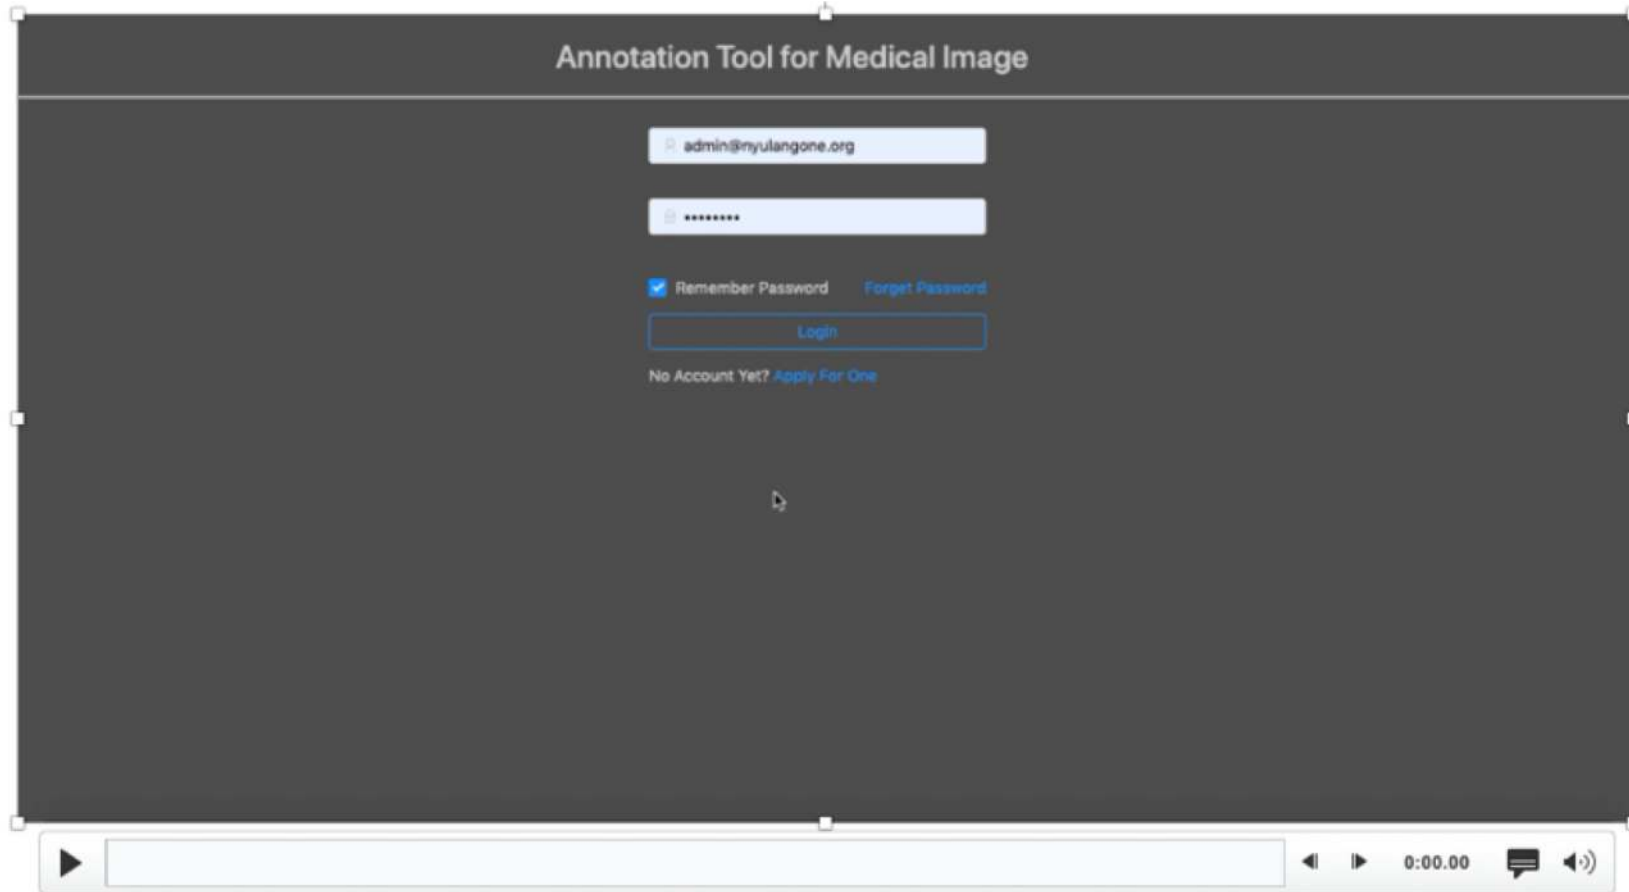 Annotation Tool for Medical Image
admin@nyulangone.org
••••••••
Remember Password Forget Password
Login
No Account Yet? Apply For One
0:00.00